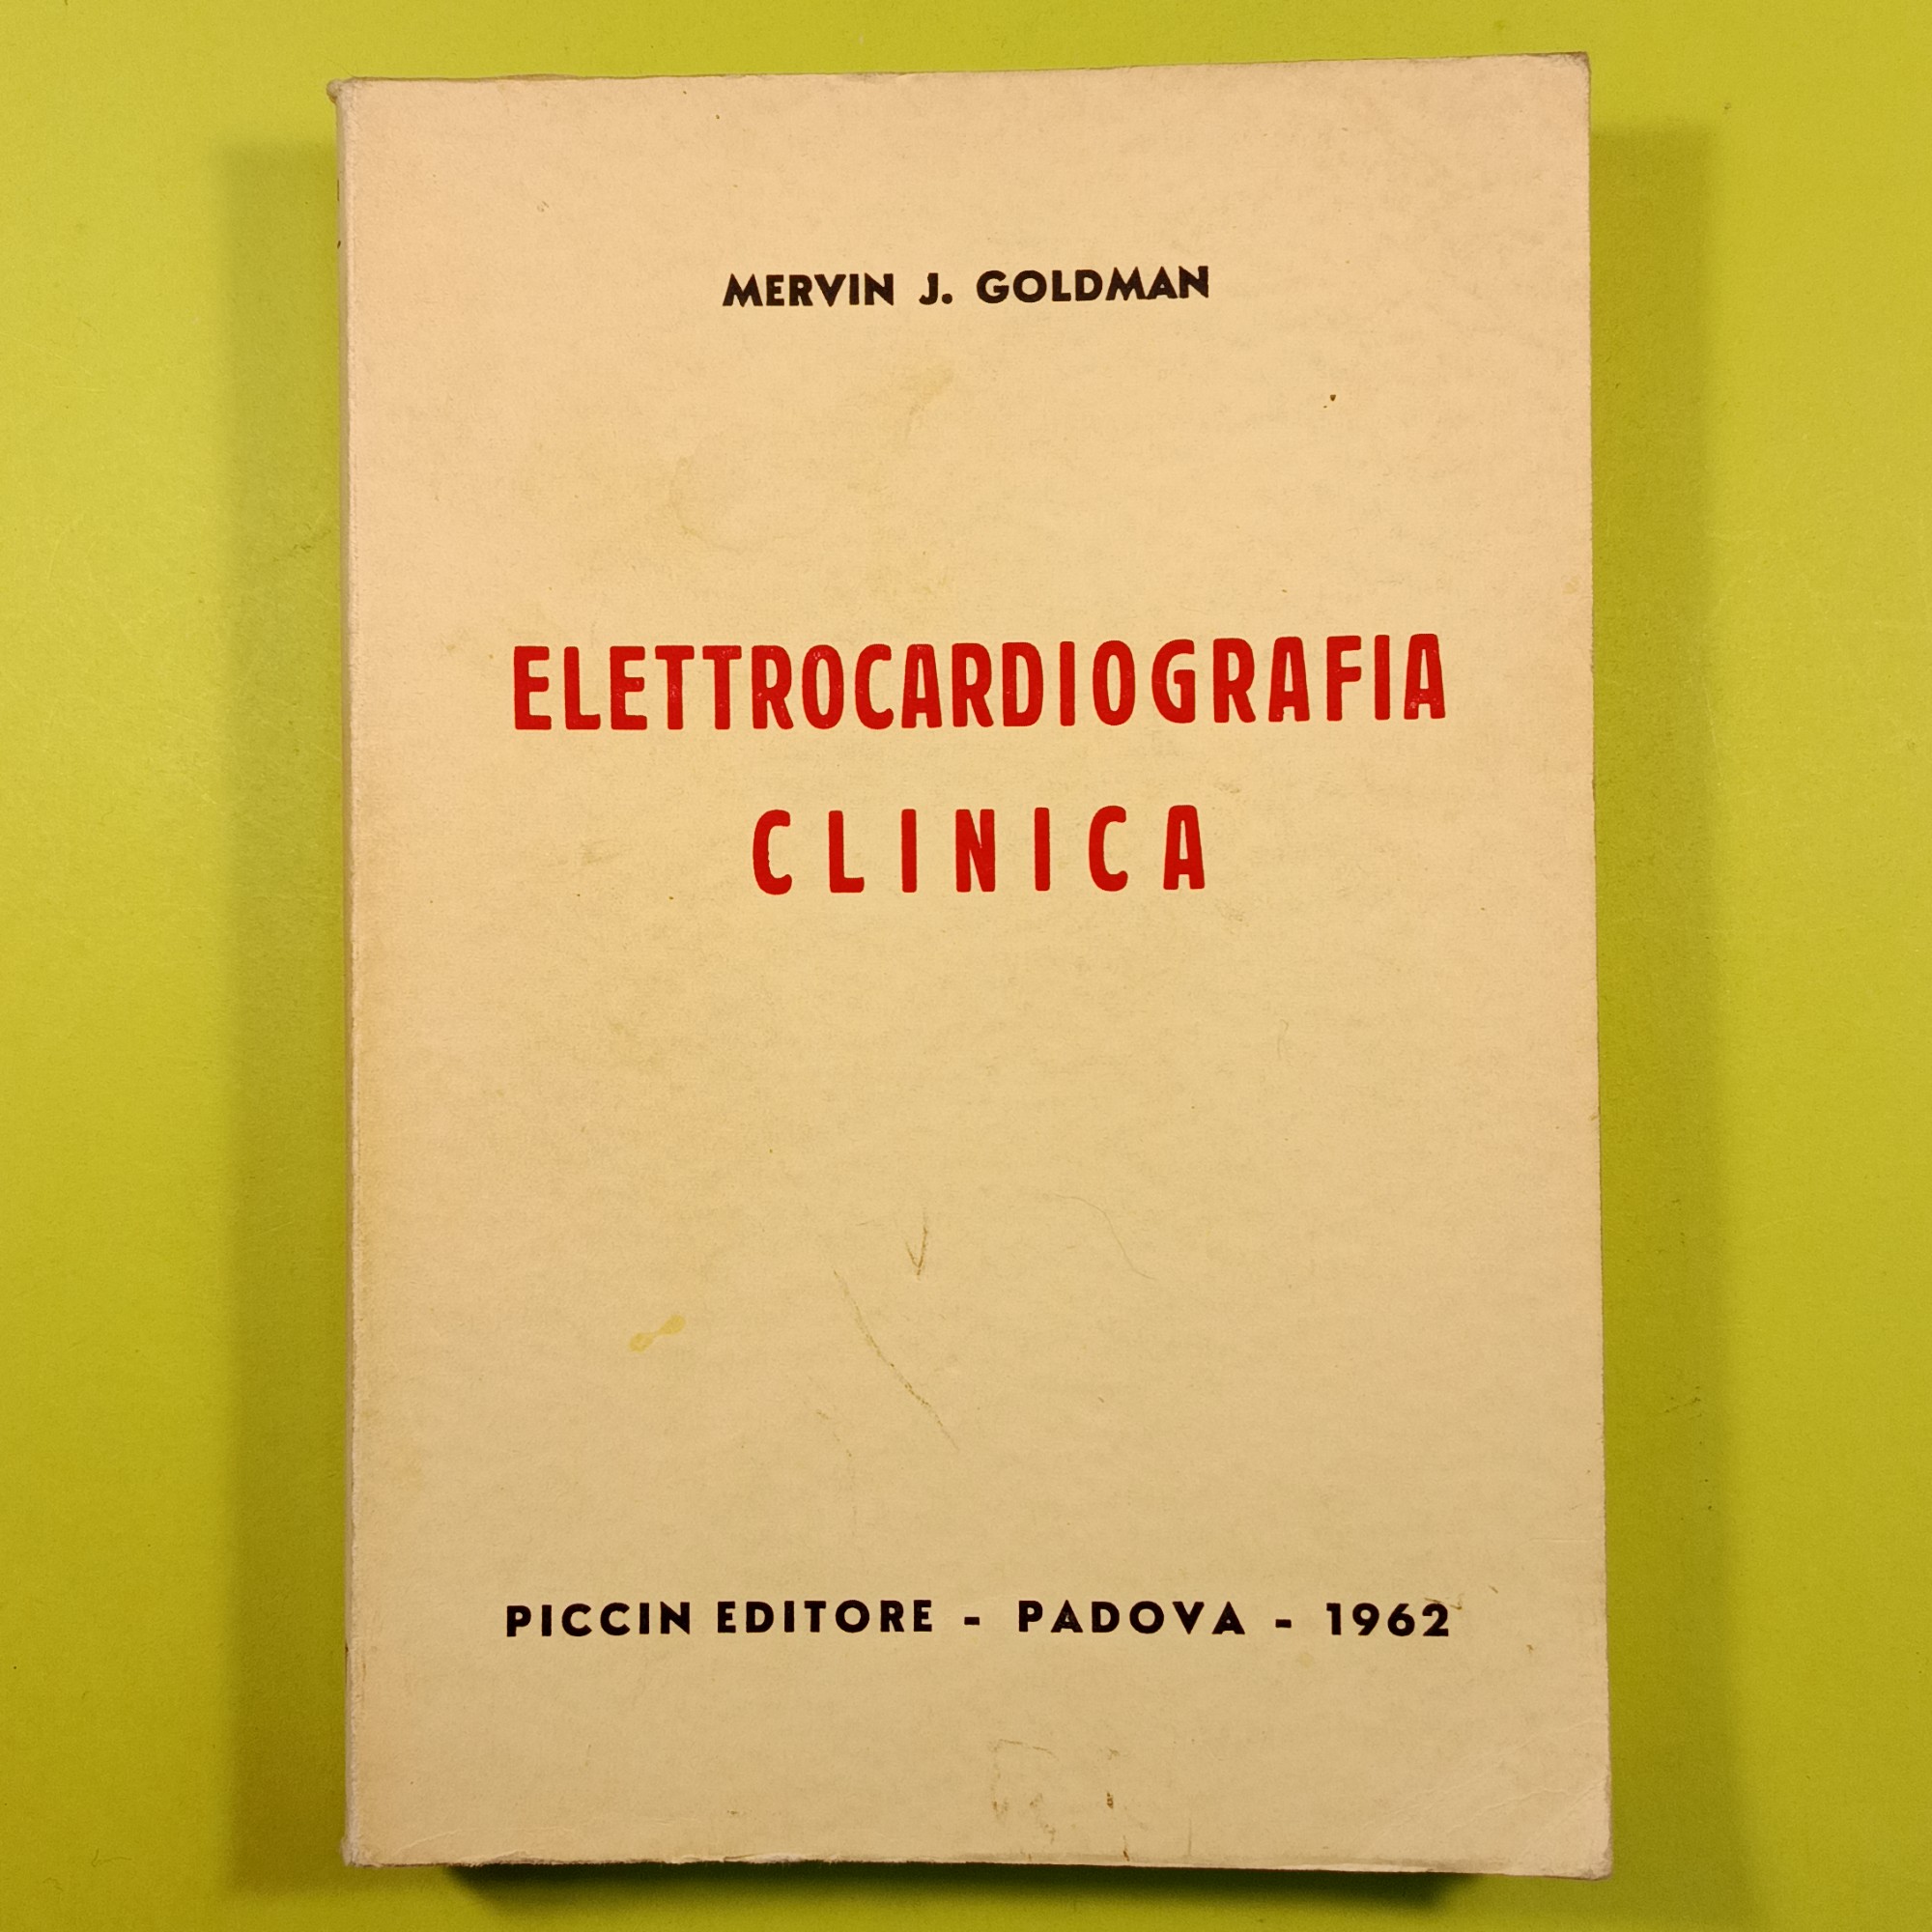 MERVIN J. GOLDMAN
ELETTROCARDIOGRAFIA
CLINICA
PICCIN EDITORE - PADOVA - 1962